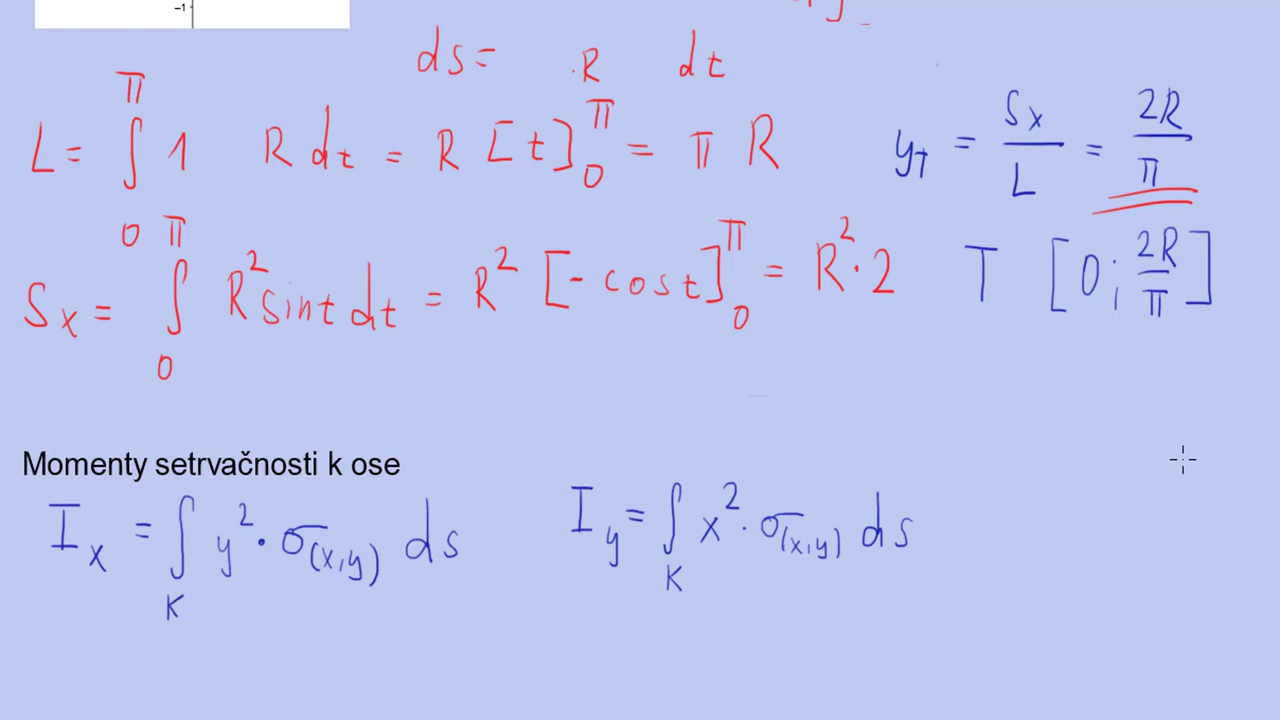 −1
ds = R dt
L = ∫₀^π 1 R dt = R [t]₀^π = π R
y_T = S_x / L = 2R / π
S_x = ∫₀^π R² sin t dt = R² [-cos t]₀^π = R² · 2
T [0; 2R/π]
Momenty setrvačnosti k ose
I_x = ∫_K y² · σ(x,y) ds
I_y = ∫_K x² · σ(x,y) ds